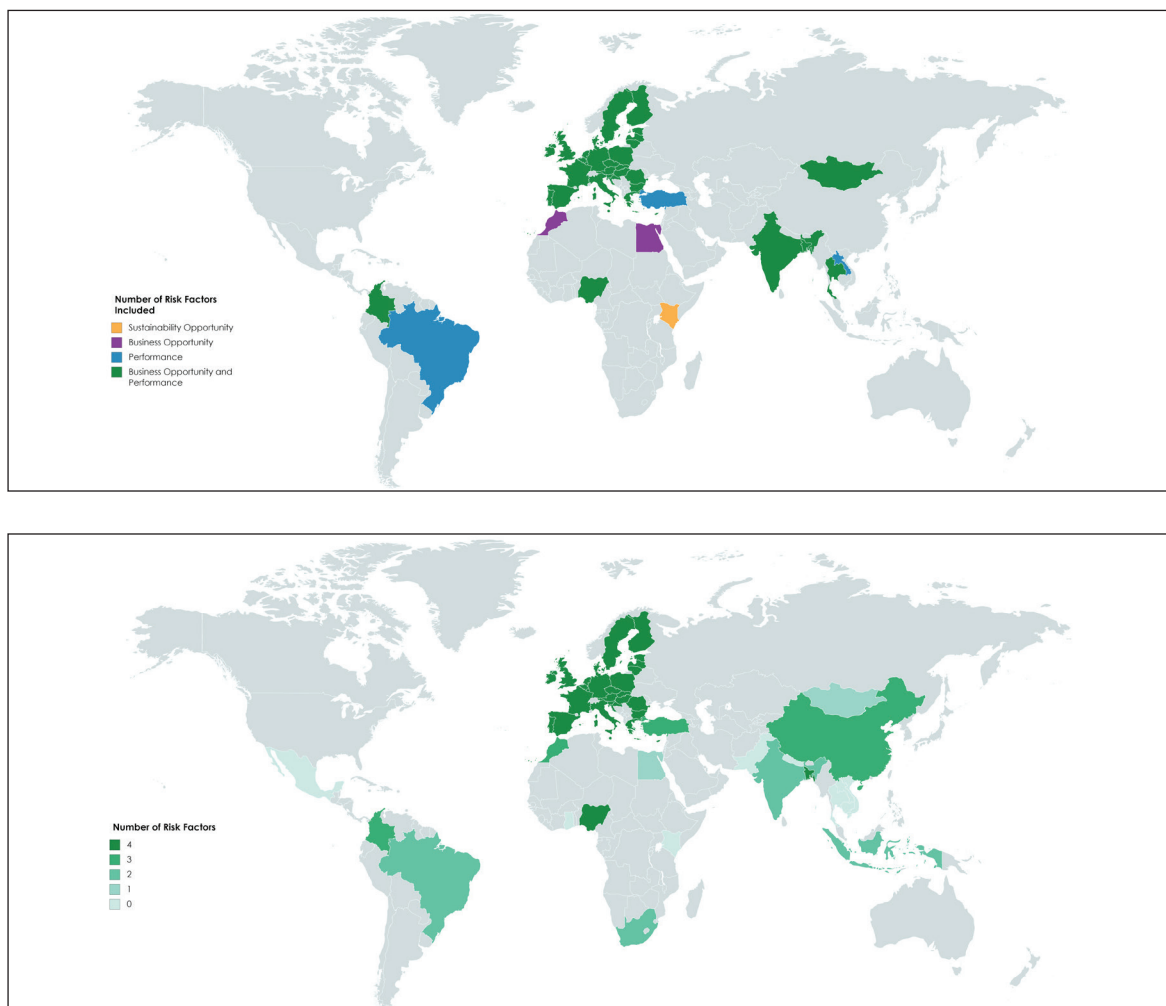 Number of Risk Factors
Included
Sustainability Opportunity
Business Opportunity
Performance
Business Opportunity and
Performance
Number of Risk Factors
4
3
2
1
0